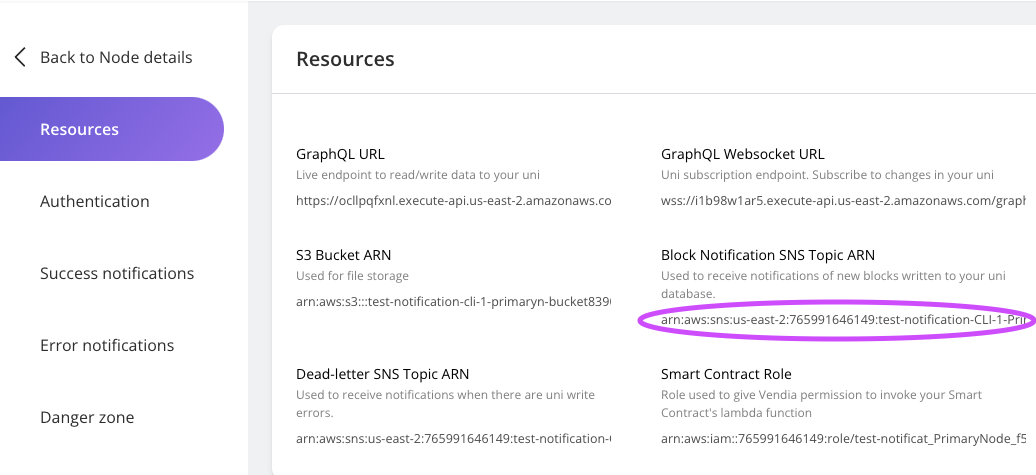 Back to Node details
Resources
Authentication
Success notifications
Error notifications
Danger zone
Resources
GraphQL URL
Live endpoint to read/write data to your uni
https://ocllpqfxnl.execute-api.us-east-2.amazonaws.co
GraphQL Websocket URL
Uni subscription endpoint. Subscribe to changes in your uni
wss://i1b98w1ar5.execute-api.us-east-2.amazonaws.com/graph
S3 Bucket ARN
Used for file storage
arn:aws:s3:::test-notification-cli-1-primaryn-bucket839
Block Notification SNS Topic ARN
Used to receive notifications of new blocks written to your uni
database.
arn:aws:sns:us-east-2:765991646149:test-notification-CLI-1-Pri
Dead-letter SNS Topic ARN
Used to receive notifications when there are uni write
errors.
arn:aws:sns:us-east-2:765991646149:test-notification-
Smart Contract Role
Role used to give Vendia permission to invoke your Smart
Contract's lambda function
arn:aws:iam::765991646149:role/test-notificat_PrimaryNode_f5